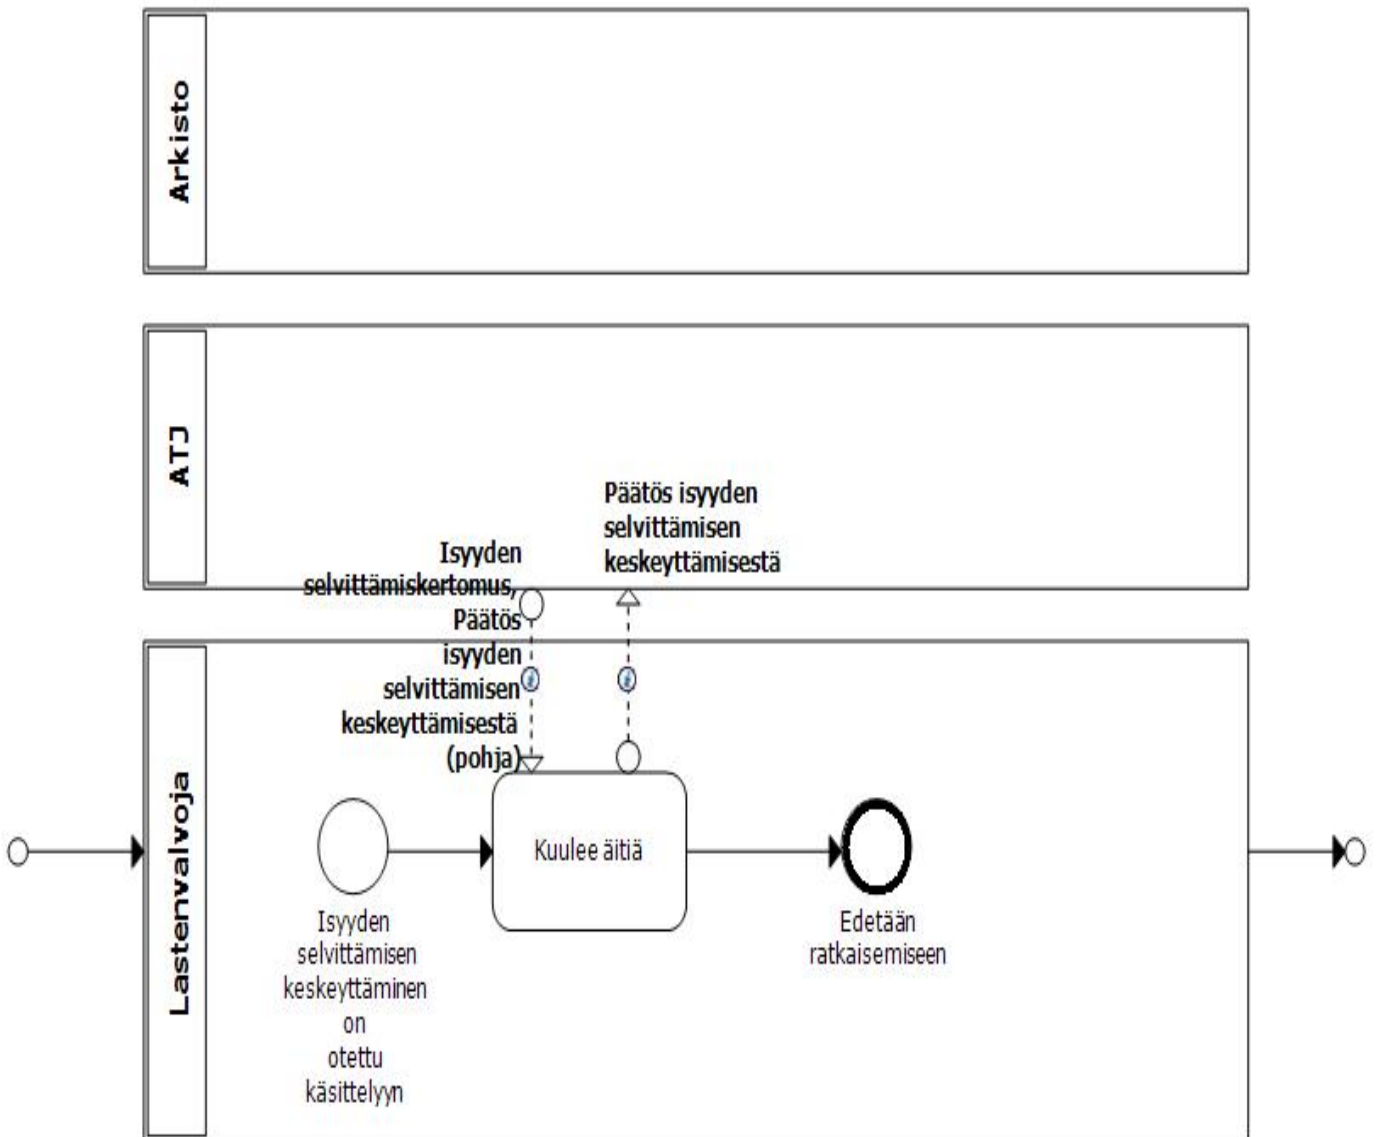 Arkisto
ATJ
Päätös isyyden
selvittämisen
keskeyttämisestä
Isyyden
selvittämiskertomus,
Päätös
isyyden
selvittämisen
keskeyttämisestä
(pohja)
Lastenvalvoja
Kuulee äitiä
Isyyden
selvittämisen
keskeyttäminen
on
otettu
käsittelyyn
Edetään
ratkaisemiseen